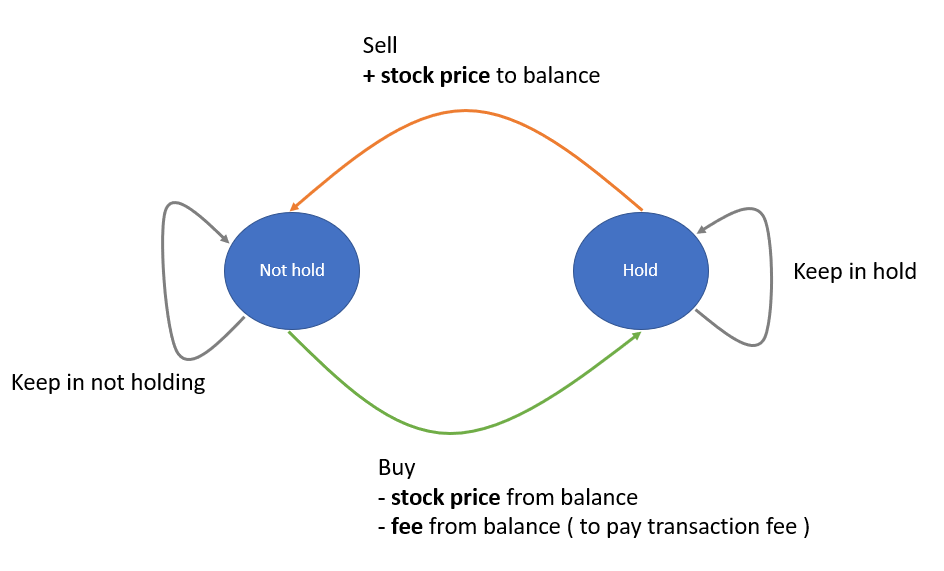 Sell
+ stock price to balance
Not hold
Hold
Keep in hold
Keep in not holding
Buy
- stock price from balance
- fee from balance ( to pay transaction fee )